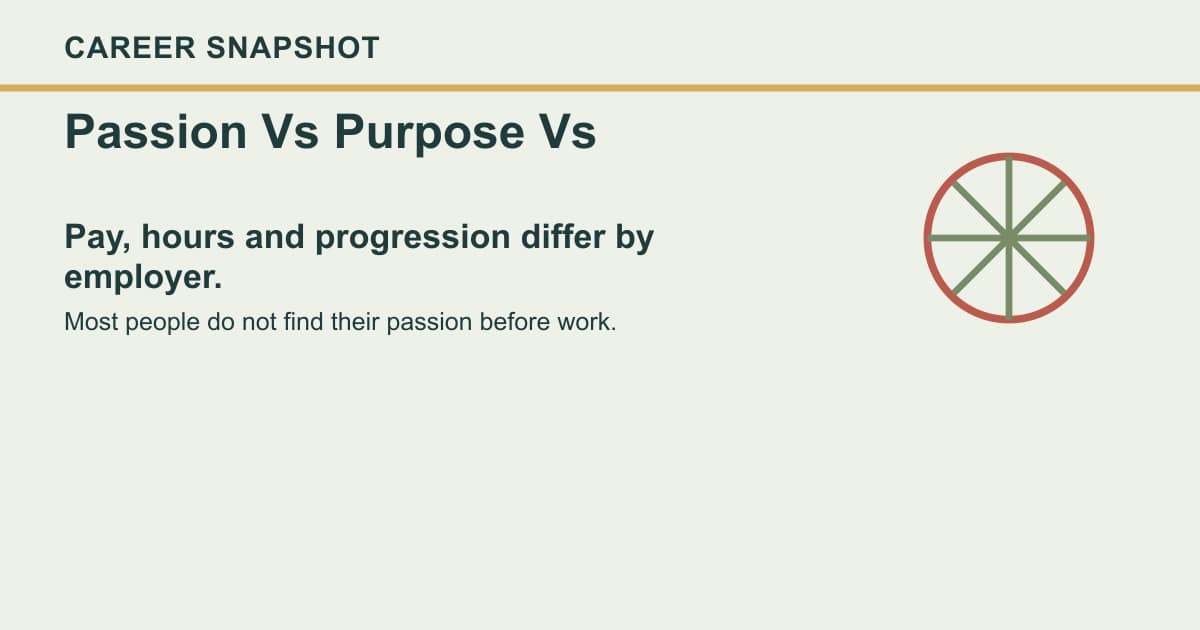 CAREER SNAPSHOT
Passion Vs Purpose Vs
Pay, hours and progression differ by
employer.
Most people do not find their passion before work.